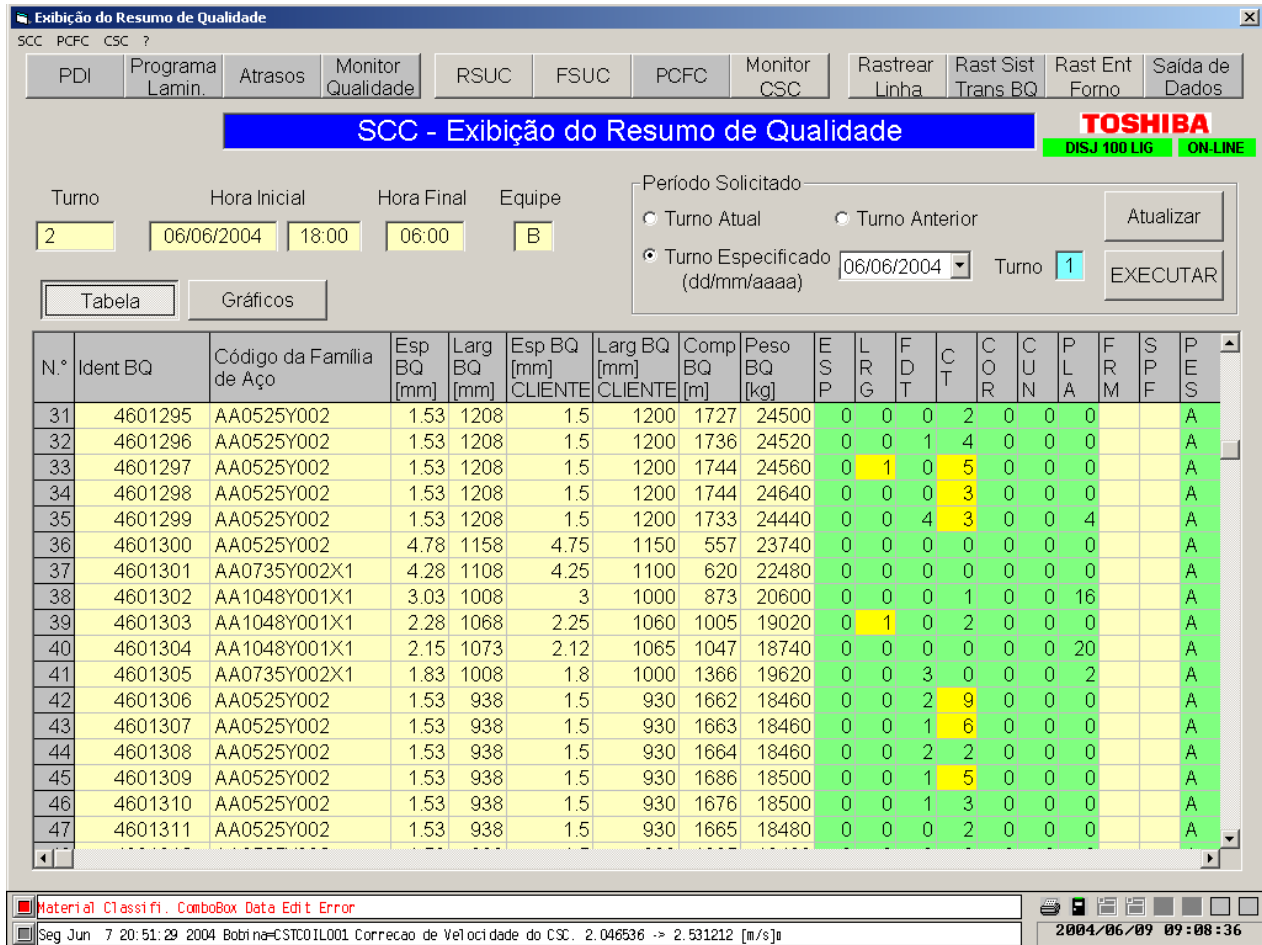 Exibição do Resumo de Qualidade
SCC PCFC CSC ?
PDI Programa Lamin. Atrasos Monitor Qualidade RSUC FSUC PCFC Monitor CSC Rastrear Linha Rast Sist Trans BQ Rast Ent Forno Saída de Dados
SCC - Exibição do Resumo de Qualidade
TOSHIBA
DISJ 100 LIG ON-LINE
Turno Hora Inicial Hora Final Equipe
2 06/06/2004 18:00 06:00 B
Período Solicitado
Turno Atual Turno Anterior Atualizar
Turno Especificado (dd/mm/aaaa) 06/06/2004 Turno 1 EXECUTAR
Tabela Gráficos
N.° Ident BQ Código da Família de Aço Esp BQ [mm] Larg BQ [mm] Esp BQ [mm] CLIENTE Larg BQ [mm] CLIENTE Comp BQ [m] Peso BQ [kg] ESP LRG FDT CT COR CUN PLA FRM SPF PES
31 4601295 AA0525Y002 1.53 1208 1.5 1200 1727 24500 0 0 0 2 0 0 0 A
32 4601296 AA0525Y002 1.53 1208 1.5 1200 1736 24520 0 0 1 4 0 0 0 A
33 4601297 AA0525Y002 1.53 1208 1.5 1200 1744 24560 0 1 0 5 0 0 0 A
34 4601298 AA0525Y002 1.53 1208 1.5 1200 1744 24640 0 0 0 3 0 0 0 A
35 4601299 AA0525Y002 1.53 1208 1.5 1200 1733 24440 0 0 4 3 0 0 4 A
36 4601300 AA0525Y002 4.78 1158 4.75 1150 557 23740 0 0 0 0 0 0 0 A
37 4601301 AA0735Y002X1 4.28 1108 4.25 1100 620 22480 0 0 0 0 0 0 0 A
38 4601302 AA1048Y001X1 3.03 1008 3 1000 873 20600 0 0 0 1 0 0 16 A
39 4601303 AA1048Y001X1 2.28 1068 2.25 1060 1005 19020 0 1 0 2 0 0 0 A
40 4601304 AA1048Y001X1 2.15 1073 2.12 1065 1047 18740 0 0 0 0 0 0 20 A
41 4601305 AA0735Y002X1 1.83 1008 1.8 1000 1366 19620 0 0 3 0 0 0 2 A
42 4601306 AA0525Y002 1.53 938 1.5 930 1662 18460 0 0 2 9 0 0 0 A
43 4601307 AA0525Y002 1.53 938 1.5 930 1663 18460 0 0 1 6 0 0 0 A
44 4601308 AA0525Y002 1.53 938 1.5 930 1664 18460 0 0 2 2 0 0 0 A
45 4601309 AA0525Y002 1.53 938 1.5 930 1686 18500 0 0 1 5 0 0 0 A
46 4601310 AA0525Y002 1.53 938 1.5 930 1676 18500 0 0 1 3 0 0 0 A
47 4601311 AA0525Y002 1.53 938 1.5 930 1665 18480 0 0 0 2 0 0 0 A
Material Classifi. ComboBox Data Edit Error
Seg Jun 7 20:51:29 2004 Bobina=CSTCOIL001 Correcao de Velocidade do CSC. 2.046536 -> 2.531212 [m/s]
2004/06/09 09:08:36